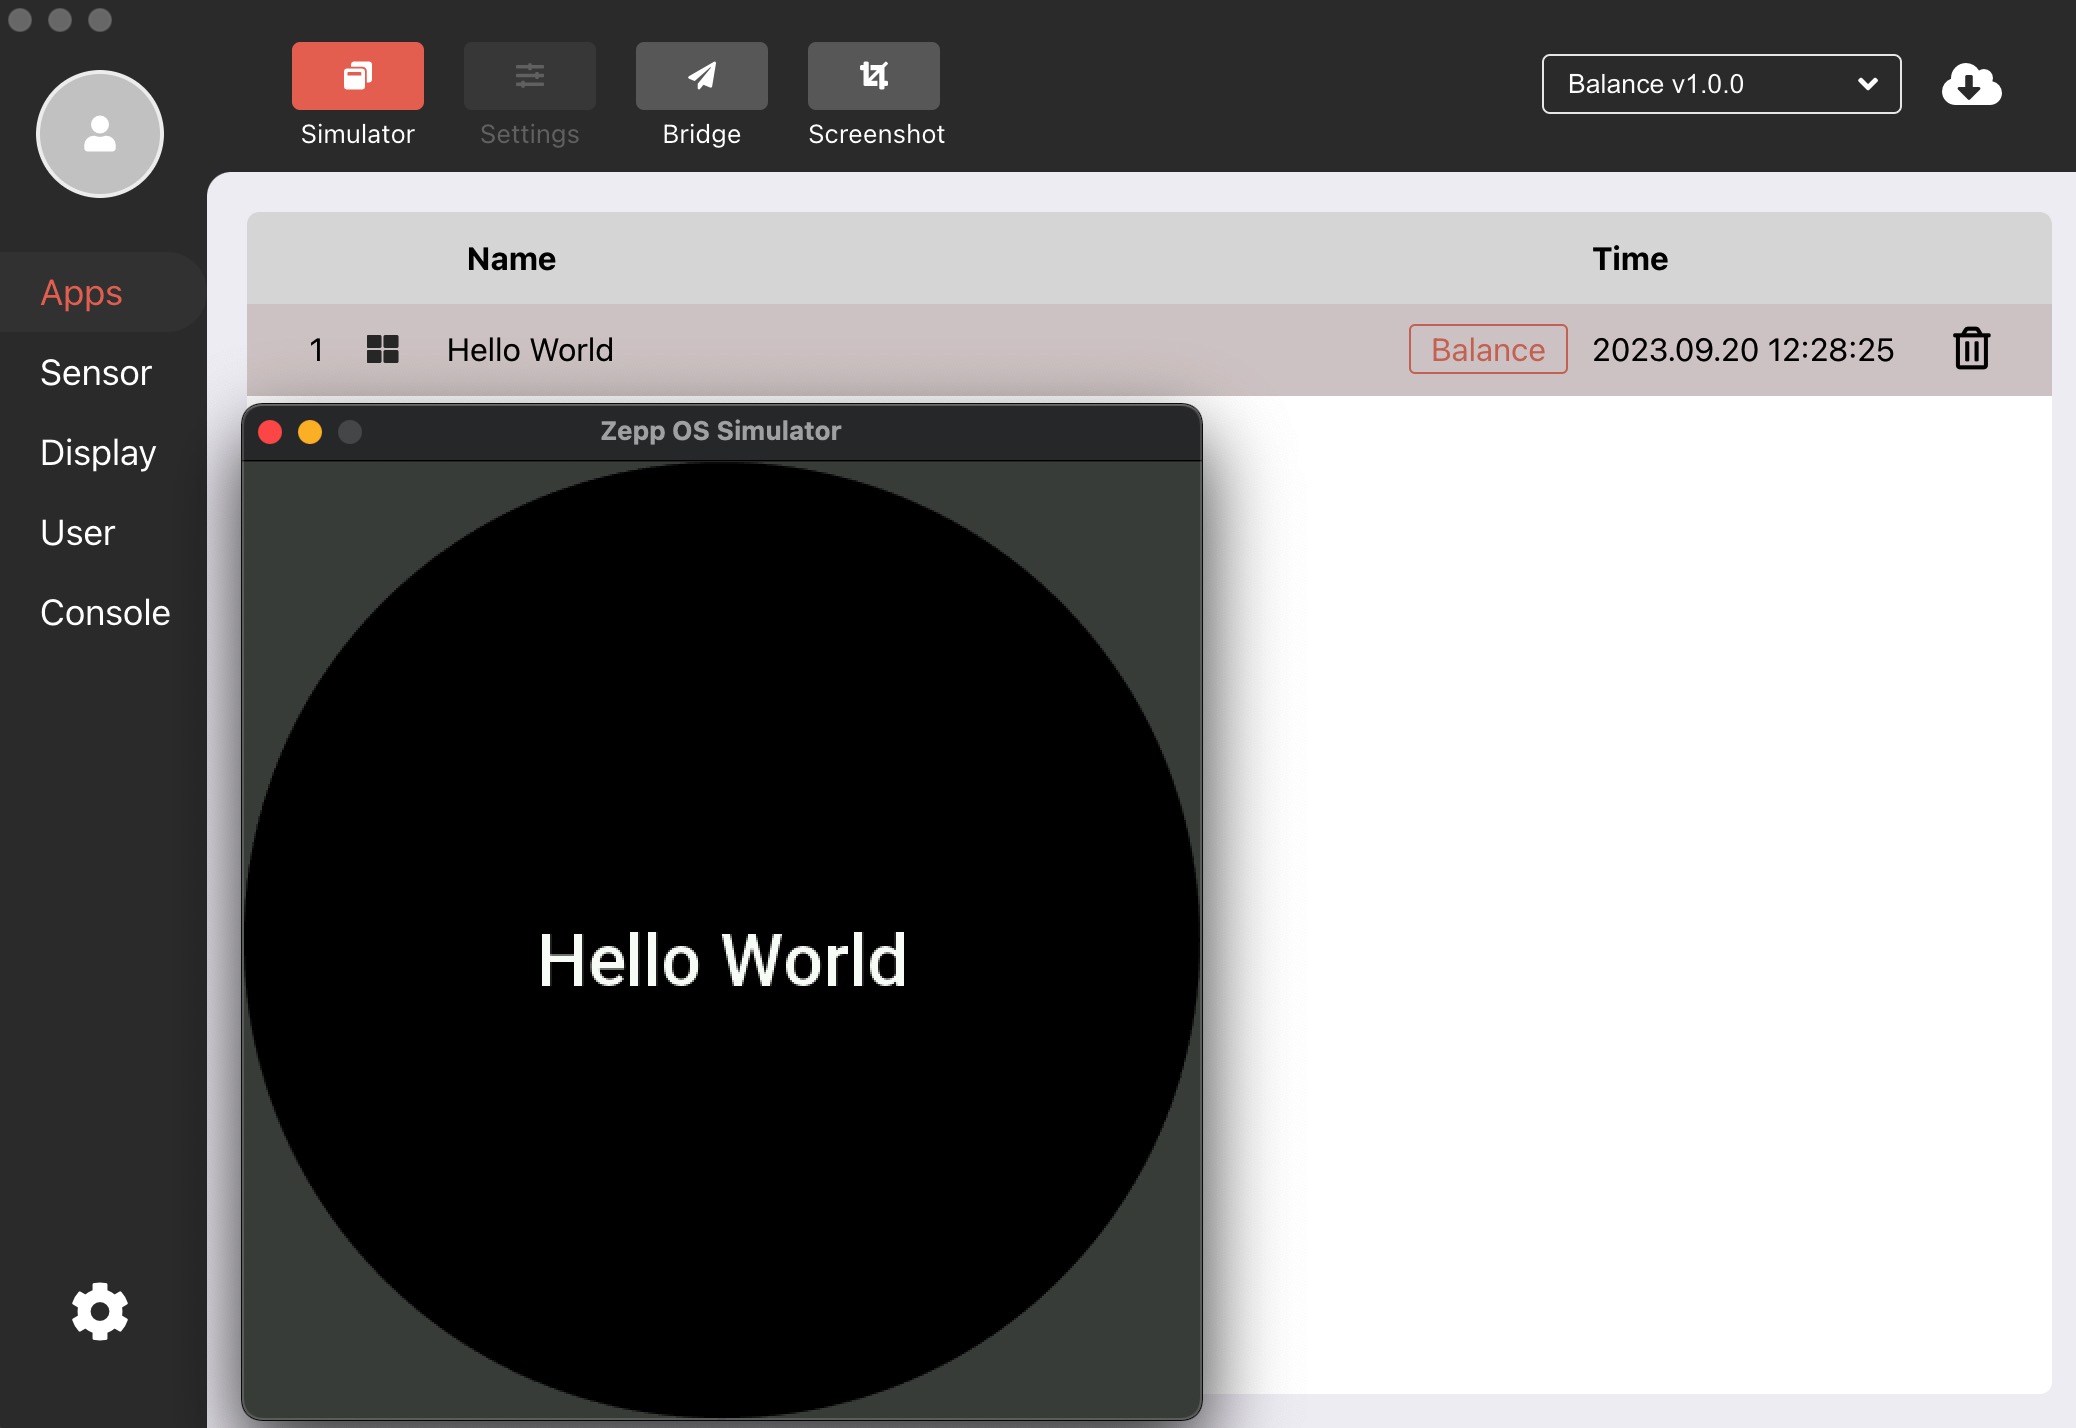 Simulator
Settings
Bridge
Screenshot
Balance v1.0.0
Apps
Sensor
Display
User
Console
Name Time
1 Hello World Balance 2023.09.20 12:28:25
Zepp OS Simulator
Hello World